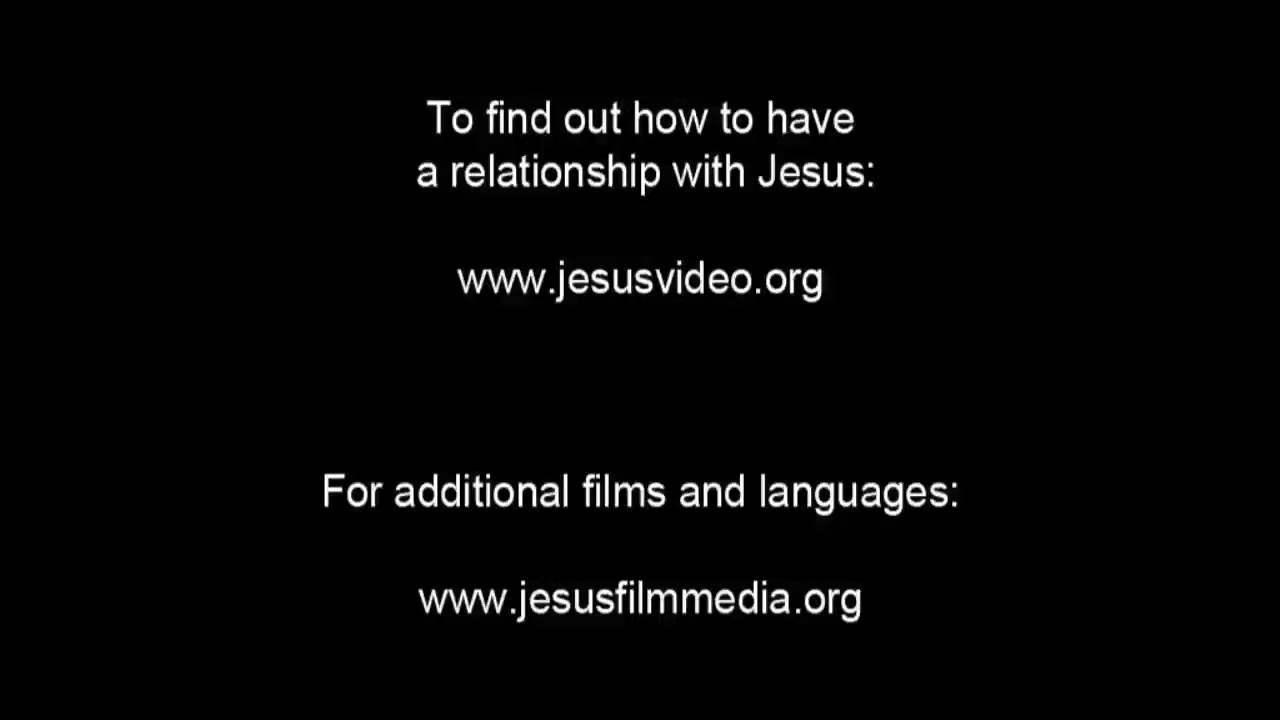 To find out how to have
a relationship with Jesus:
www.jesusvideo.org
For additional films and languages:
www.jesusfilmmedia.org